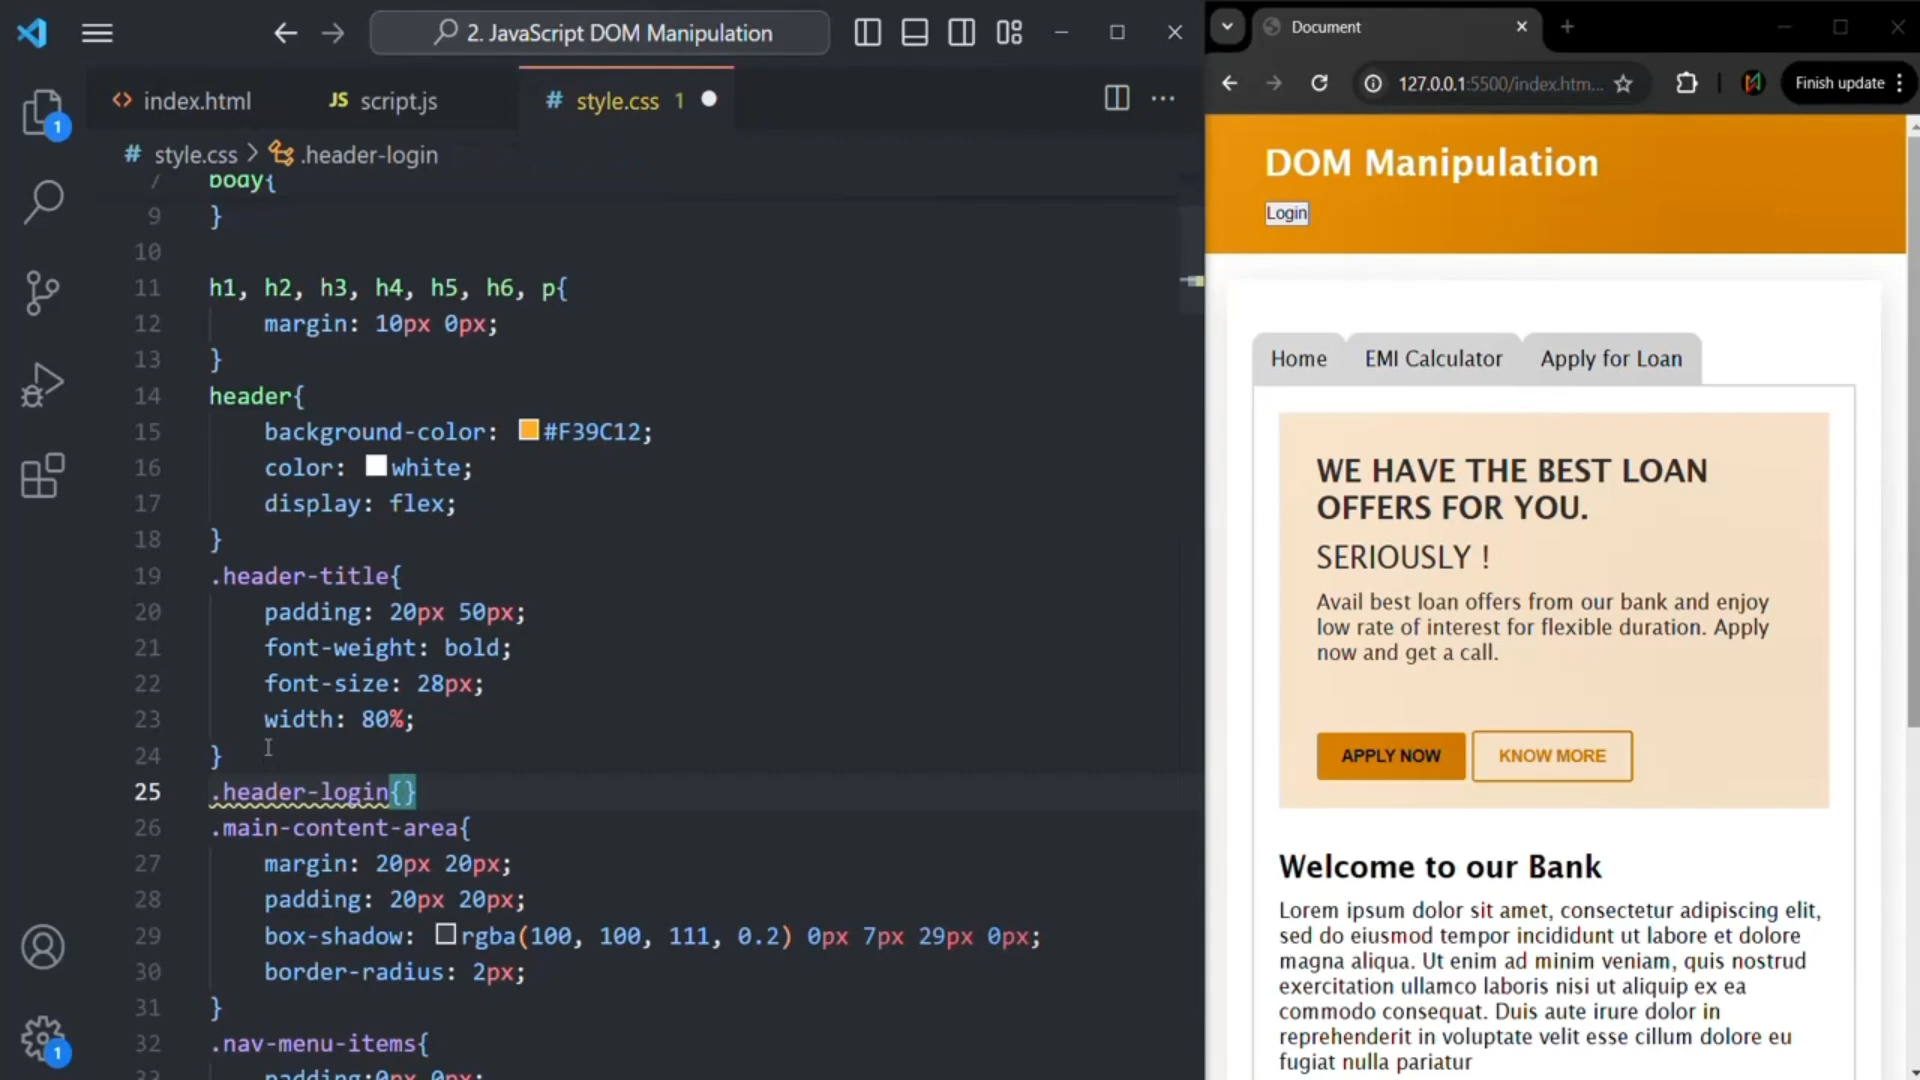 2. JavaScript DOM Manipulation
index.html
JS script.js
# style.css 1
# style.css > .header-login
1
7 body{
9 }
10
11 h1, h2, h3, h4, h5, h6, p{
12 margin: 10px 0px;
13 }
14 header{
15 background-color: #F39C12;
16 color: white;
17 display: flex;
18 }
19 .header-title{
20 padding: 20px 50px;
21 font-weight: bold;
22 font-size: 28px;
23 width: 80%;
24 }
25 .header-login{}
26 .main-content-area{
27 margin: 20px 20px;
28 padding: 20px 20px;
29 box-shadow: rgba(100, 100, 111, 0.2) 0px 7px 29px 0px;
30 border-radius: 2px;
31 }
32 .nav-menu-items{
33 padding:0px 0px;
1
Document
127.0.0.1:5500/index.htm...
Finish update
DOM Manipulation
Login
Home EMI Calculator Apply for Loan
WE HAVE THE BEST LOAN
OFFERS FOR YOU.
SERIOUSLY !
Avail best loan offers from our bank and enjoy
low rate of interest for flexible duration. Apply
now and get a call.
APPLY NOW KNOW MORE
Welcome to our Bank
Lorem ipsum dolor sit amet, consectetur adipiscing elit,
sed do eiusmod tempor incididunt ut labore et dolore
magna aliqua. Ut enim ad minim veniam, quis nostrud
exercitation ullamco laboris nisi ut aliquip ex ea
commodo consequat. Duis aute irure dolor in
reprehenderit in voluptate velit esse cillum dolore eu
fugiat nulla pariatur